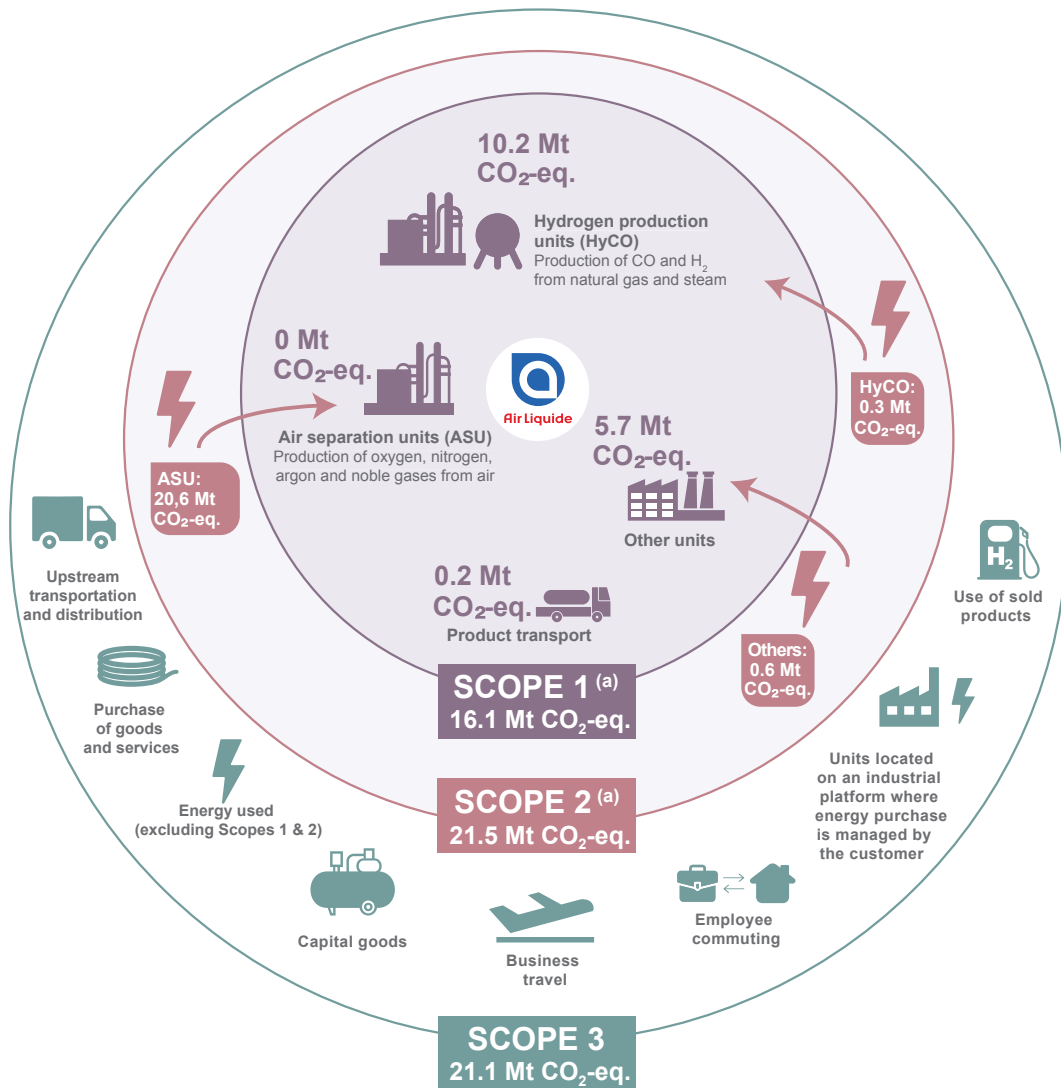 10.2 Mt
CO₂-eq.
Hydrogen production
units (HyCO)
Production of CO and H₂
from natural gas and steam
0 Mt
CO₂-eq.
Air Liquide
HyCO:
0.3 Mt
CO₂-eq.
Air separation units (ASU)
Production of oxygen, nitrogen,
argon and noble gases from air
5.7 Mt
CO₂-eq.
ASU:
20,6 Mt
CO₂-eq.
Other units
H₂
Upstream
transportation
and distribution
Use of sold
products
0.2 Mt
CO₂-eq.
Product transport
Others:
0.6 Mt
CO₂-eq.
SCOPE 1 (a)
16.1 Mt CO₂-eq.
Purchase
of goods
and services
Units located
on an industrial
platform where
energy purchase
is managed by
the customer
Energy used
(excluding Scopes 1 & 2)
SCOPE 2 (a)
21.5 Mt CO₂-eq.
Capital goods
Employee
commuting
Business
travel
SCOPE 3
21.1 Mt CO₂-eq.